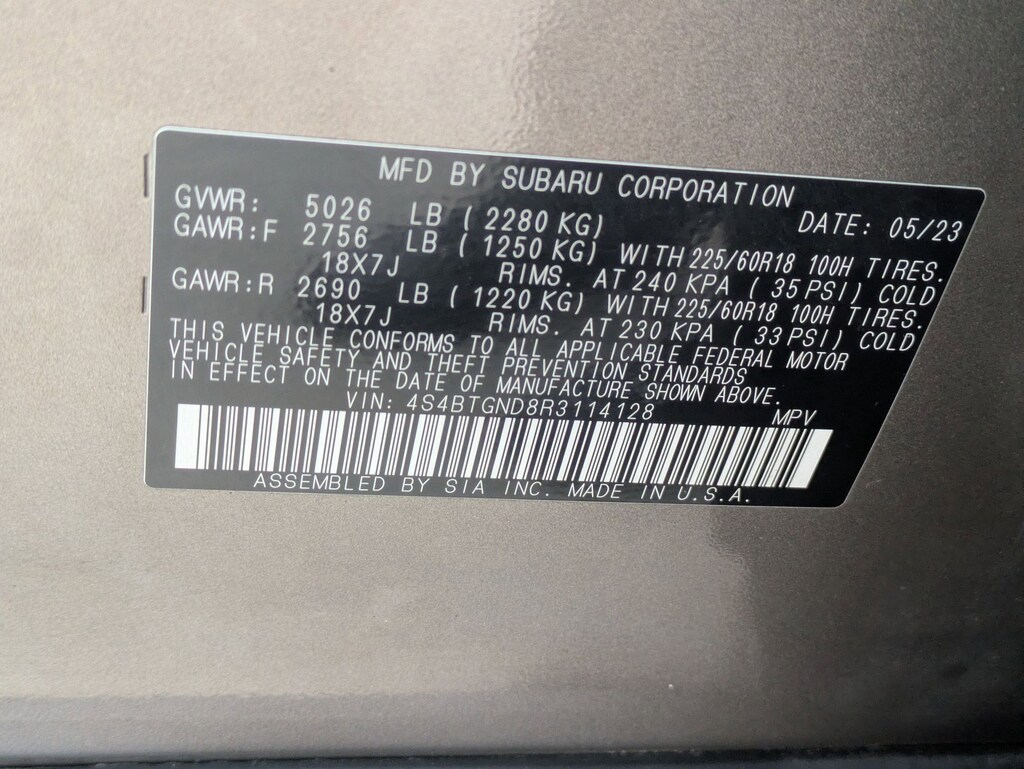 MFD BY SUBARU CORPORATION
GVWR: 5026 LB ( 2280 KG) DATE: 05/23
GAWR:F 2756 LB ( 1250 KG) WITH 225/60R18 100H TIRES.
18X7J RIMS. AT 240 KPA ( 35 PSI) COLD
GAWR:R 2690 LB ( 1220 KG) WITH 225/60R18 100H TIRES.
18X7J RIMS. AT 230 KPA ( 33 PSI) COLD
THIS VEHICLE CONFORMS TO ALL APPLICABLE FEDERAL MOTOR
VEHICLE SAFETY AND THEFT PREVENTION STANDARDS
IN EFFECT ON THE DATE OF MANUFACTURE SHOWN ABOVE.
VIN: 4S4BTGND8R3114128 MPV
ASSEMBLED BY SIA INC. MADE IN U.S.A.